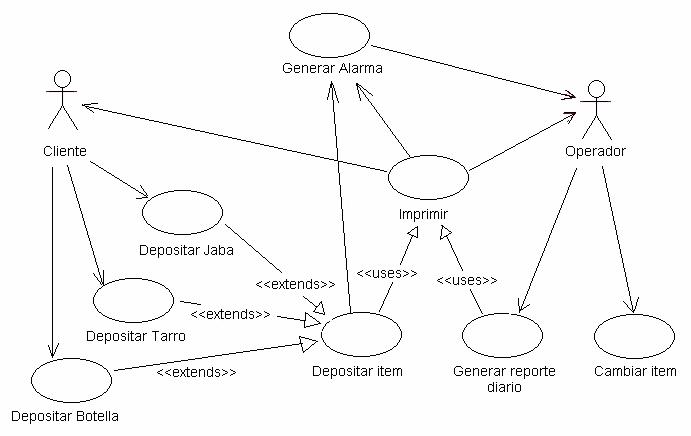 Generar Alarma
Cliente
Operador
Imprimir
Depositar Jaba
<<uses>>
<<uses>>
<<extends>>
<<extends>>
Depositar Tarro
Depositar item
Generar reporte
diario
Cambiar item
<<extends>>
Depositar Botella